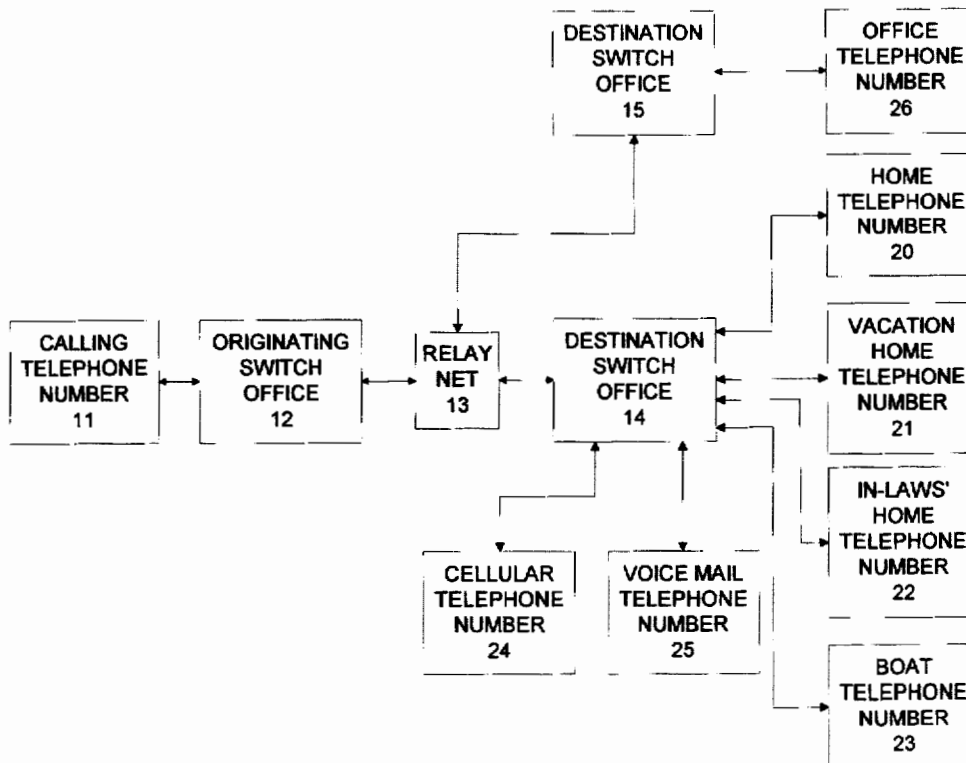 DESTINATION
SWITCH
OFFICE
15
OFFICE
TELEPHONE
NUMBER
26
HOME
TELEPHONE
NUMBER
20
CALLING
TELEPHONE
NUMBER
11
ORIGINATING
SWITCH
OFFICE
12
RELAY
NET
13
DESTINATION
SWITCH
OFFICE
14
VACATION
HOME
TELEPHONE
NUMBER
21
IN-LAWS'
HOME
TELEPHONE
NUMBER
22
CELLULAR
TELEPHONE
NUMBER
24
VOICE MAIL
TELEPHONE
NUMBER
25
BOAT
TELEPHONE
NUMBER
23